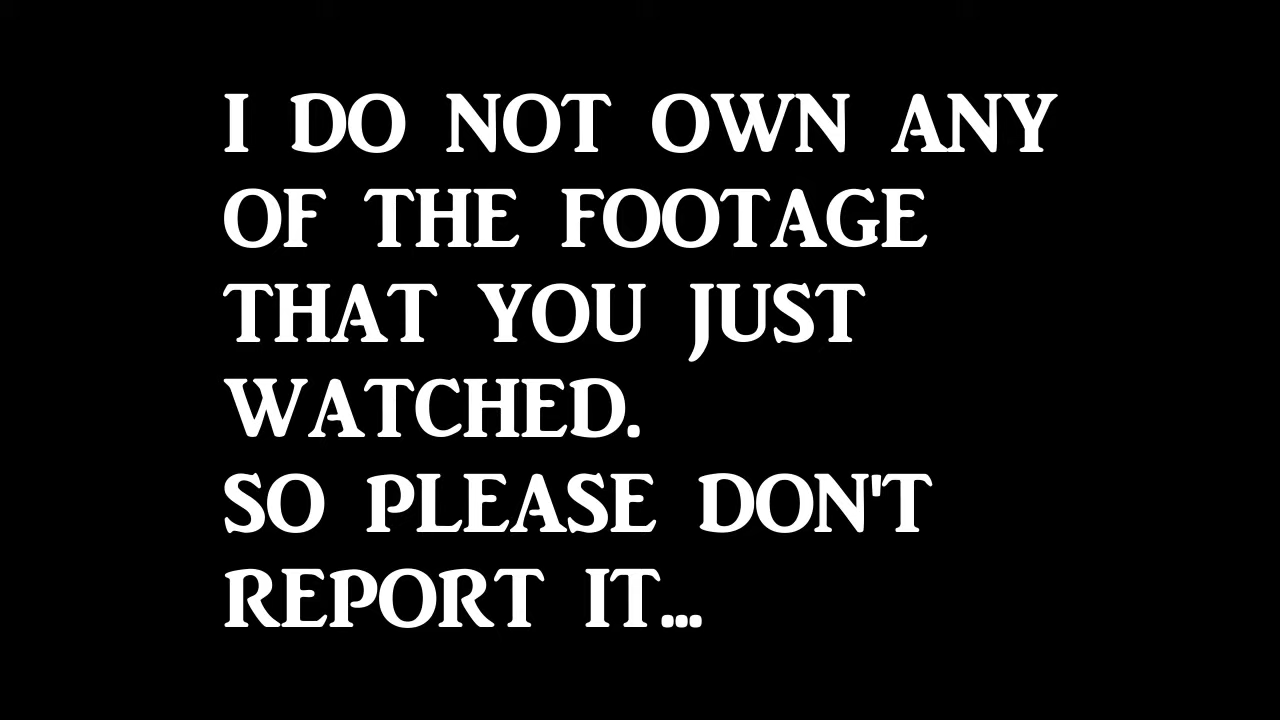 I DO NOT OWN ANY
OF THE FOOTAGE
THAT YOU JUST
WATCHED.
SO PLEASE DON'T
REPORT IT...